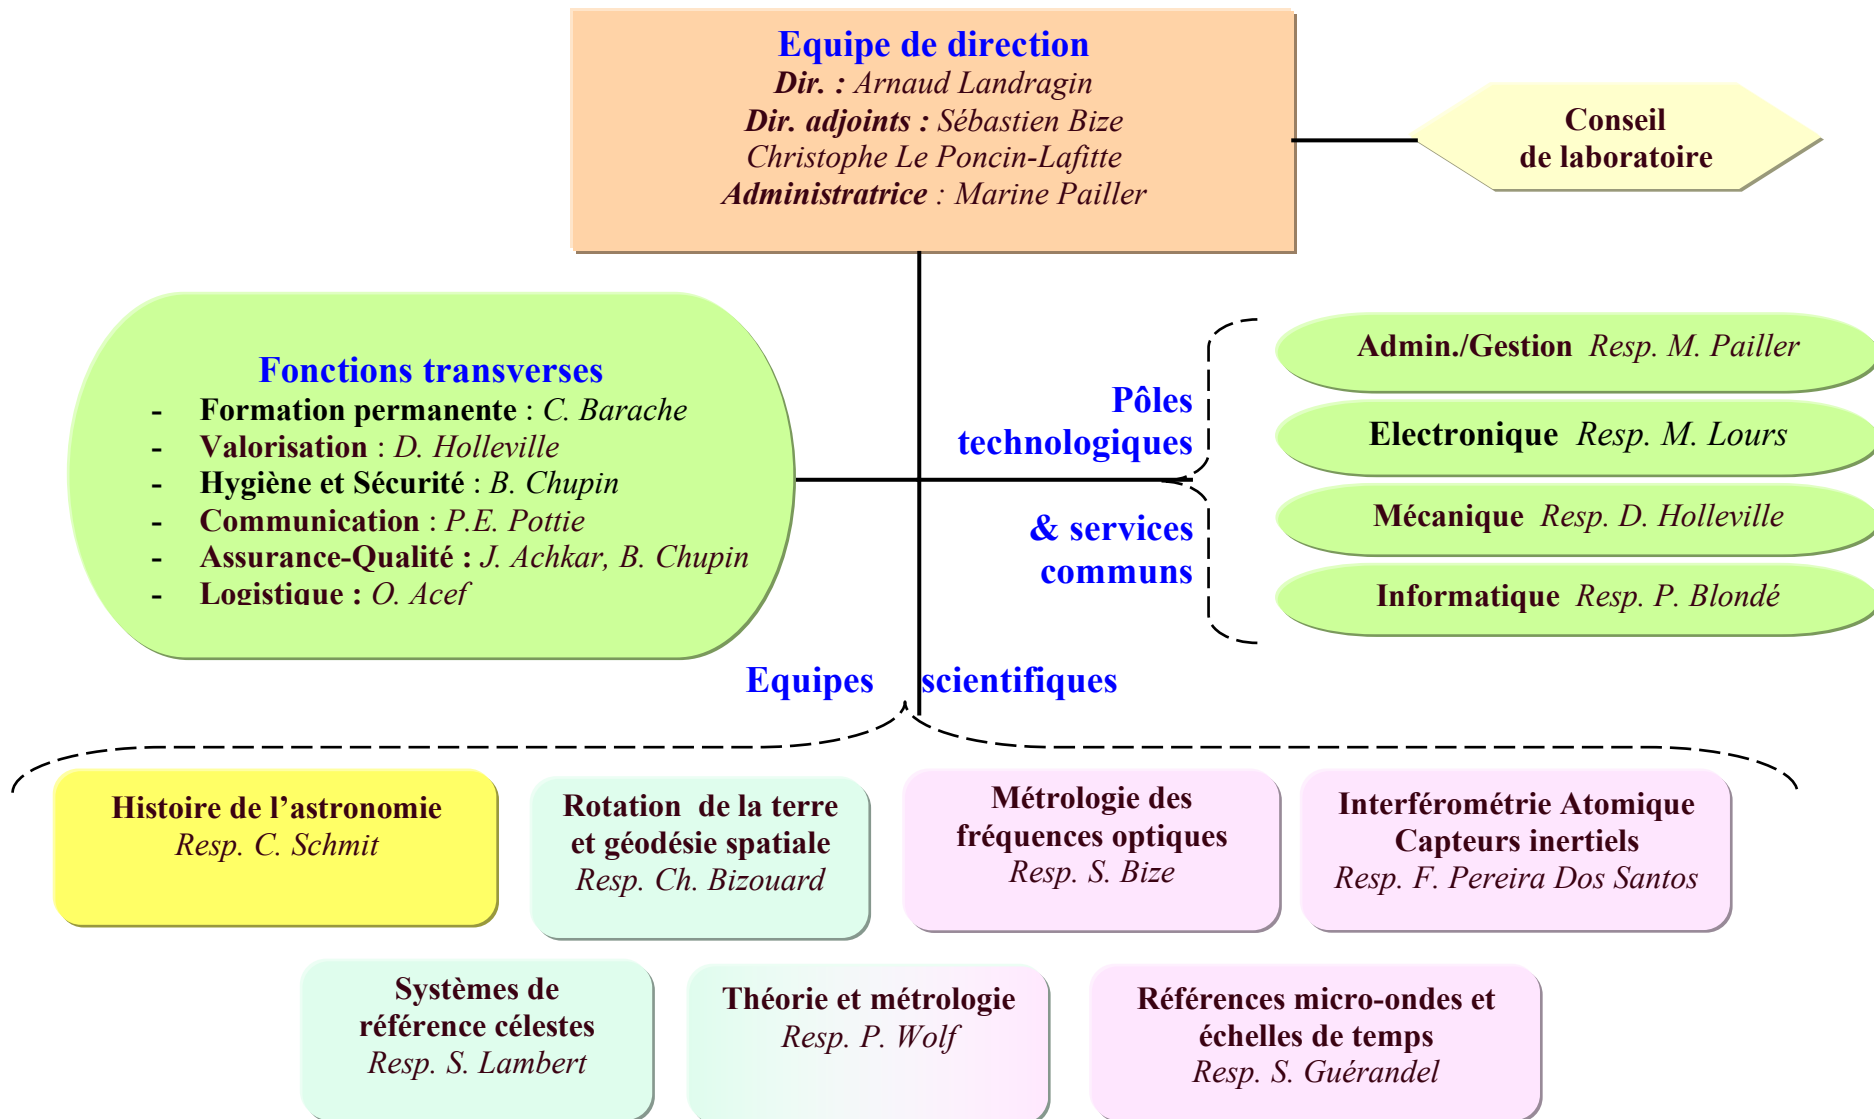 Equipe de direction
Dir. : Arnaud Landragin
Dir. adjoints : Sébastien Bize
Christophe Le Poncin-Lafitte
Administratrice : Marine Pailler
Conseil
de laboratoire
Fonctions transverses
- Formation permanente : C. Barache
- Valorisation : D. Holleville
- Hygiène et Sécurité : B. Chupin
- Communication : P.E. Pottie
- Assurance-Qualité : J. Achkar, B. Chupin
- Logistique : O. Acef
Pôles
technologiques
& services
communs
Admin./Gestion Resp. M. Pailler
Electronique Resp. M. Lours
Mécanique Resp. D. Holleville
Informatique Resp. P. Blondé
Equipes scientifiques
Histoire de l’astronomie
Resp. C. Schmit
Rotation de la terre
et géodésie spatiale
Resp. Ch. Bizouard
Métrologie des
fréquences optiques
Resp. S. Bize
Interférométrie Atomique
Capteurs inertiels
Resp. F. Pereira Dos Santos
Systèmes de
référence célestes
Resp. S. Lambert
Théorie et métrologie
Resp. P. Wolf
Références micro-ondes et
échelles de temps
Resp. S. Guérandel